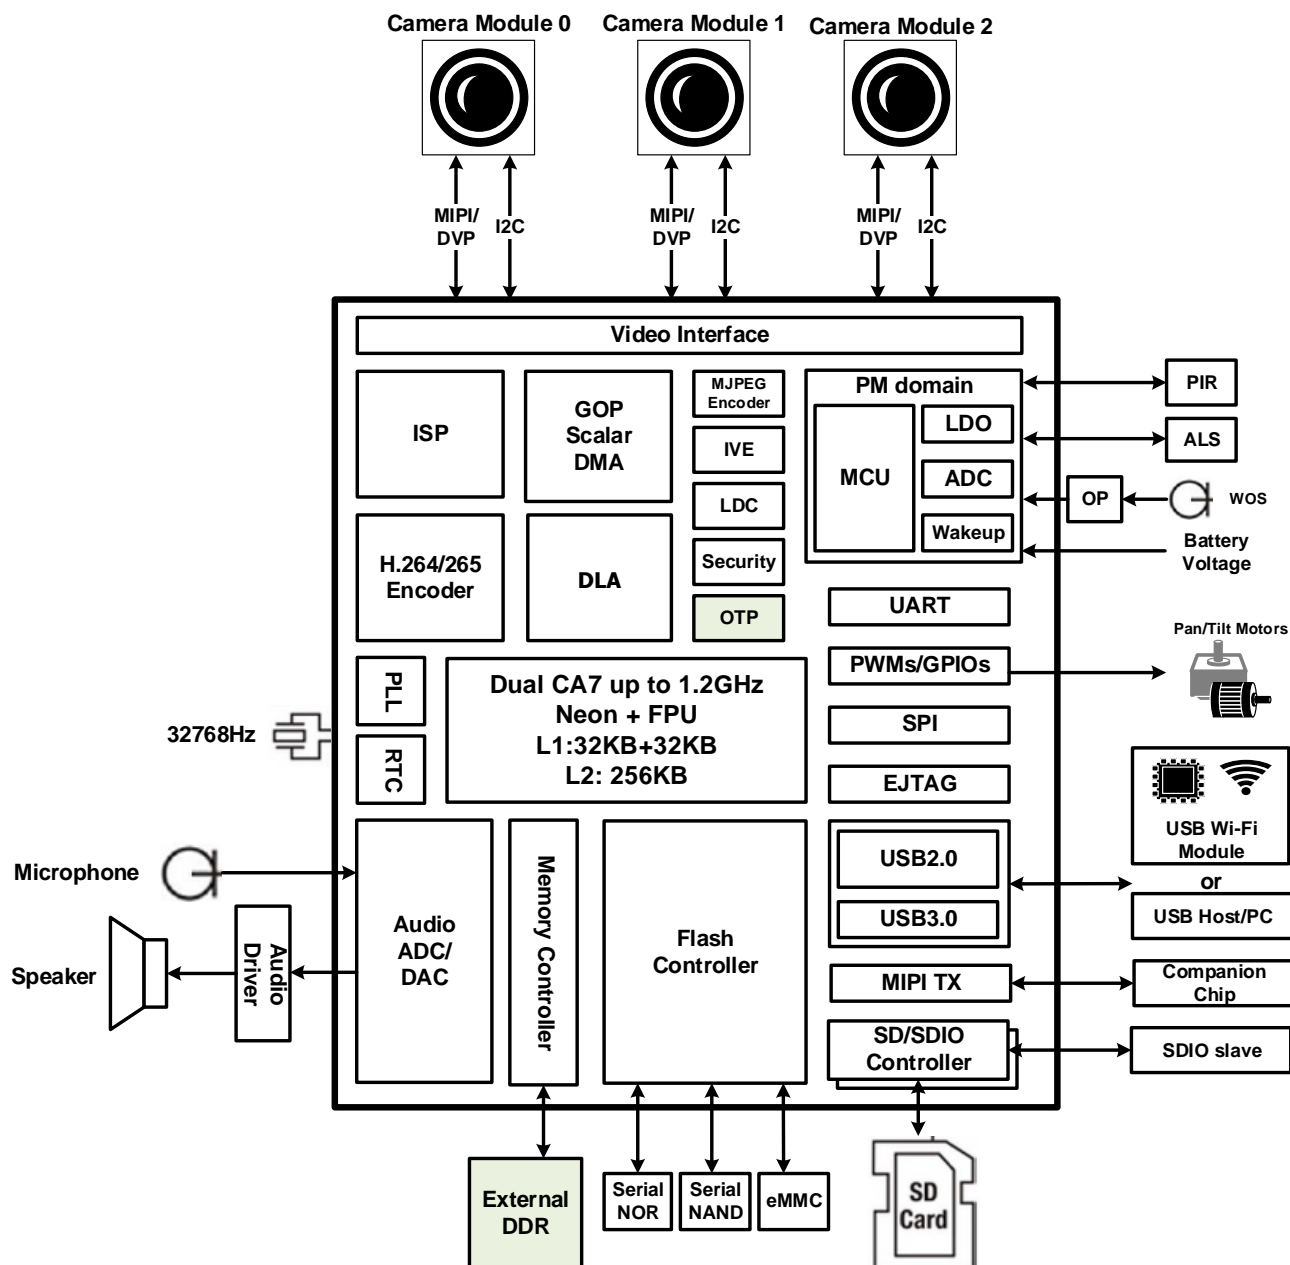 Camera Module 0
Camera Module 1
Camera Module 2
MIPI/
DVP
I2C
MIPI/
DVP
I2C
MIPI/
DVP
I2C
Video Interface
ISP
GOP
Scalar
DMA
MJPEG
Encoder
IVE
LDC
Security
OTP
H.264/265
Encoder
DLA
PM domain
MCU
LDO
ADC
Wakeup
PIR
ALS
OP
WOS
Battery
Voltage
UART
PWMs/GPIOs
Pan/Tilt Motors
SPI
EJTAG
PLL
RTC
32768Hz
Dual CA7 up to 1.2GHz
Neon + FPU
L1:32KB+32KB
L2: 256KB
USB Wi-Fi
Module
or
USB Host/PC
USB2.0
USB3.0
Microphone
Speaker
Audio
Driver
Audio
ADC/
DAC
Memory Controller
Flash
Controller
MIPI TX
Companion
Chip
SD/SDIO
Controller
SDIO slave
External
DDR
Serial
NOR
Serial
NAND
eMMC
SD
Card